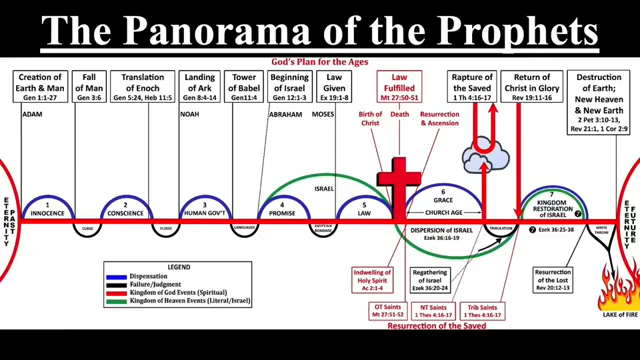 The Panorama of the Prophets
God's Plan for the Ages
Creation of
Earth & Man
Gen 1:1-27
Fall
of Man
Gen 3:6
Translation
of Enoch
Gen 5:24, Heb 11:5
Landing
of Ark
Gen 8:4-14
Tower
of Babel
Gen11:4
Beginning
of Israel
Gen 12:1-3
Law
Given
Ex 19:1-8
Law
Fulfilled
Mt 27:50-51
Rapture of
the Saved
1 Th 4:16-17
Return of
Christ in Glory
Rev 19:11-16
Destruction
of Earth;
New Heaven
& New Earth
2 Pet 3:10-13,
Rev 21:1, 1 Cor 2:9
ADAM
NOAH
ABRAHAM
MOSES
Birth of
Christ
Death
Resurrection
& Ascension
ETERNITY
PAST
1
INNOCENCE
CURSE
2
CONSCIENCE
FLOOD
3
HUMAN GOV'T
LANGUAGES
4
PROMISE
ISRAEL
EGYPTIAN
BONDAGE
5
LAW
6
GRACE
CHURCH AGE
DISPERSION OF ISRAEL
Ezek 36:16-19
TRIBULATION
7
KINGDOM
RESTORATION
OF ISRAEL
?
? Ezek 36:25-38
WHITE
THRONE
ETERNITE
FUTURTE
LEGEND
Dispensation
Failure/Judgment
Kingdom of God Events (Spiritual)
Kingdom of Heaven Events (Literal/Israel)
Indwelling of
Holy Spirit
Ac 2:1-4
Regathering
of Israel
Ezek 36:20-24
Resurrection
of the Lost
Rev 20:12-13
OT Saints
Mt 27:51-52
NT Saints
1 Thes 4:16-17
Trib Saints
1 Thes 4:16-17
Resurrection of the Saved
LAKE OF FIRE